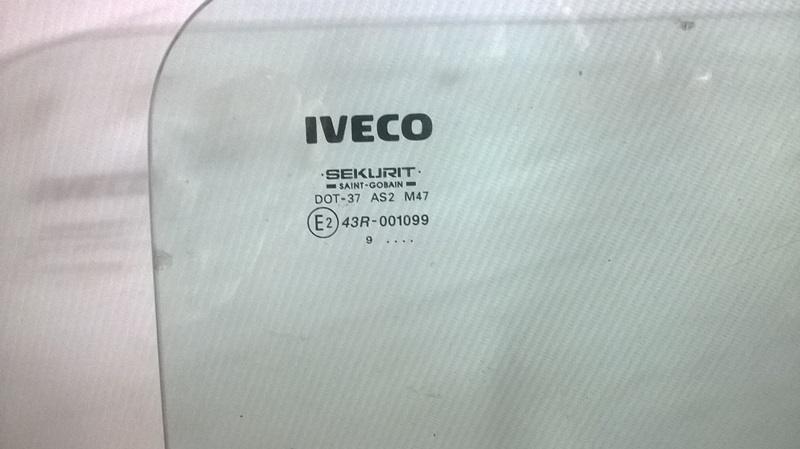 IVECO
·SEKURIT·
SAINT-GOBAIN
DOT-37 AS2 M47
E2 43R-001099
9 ....